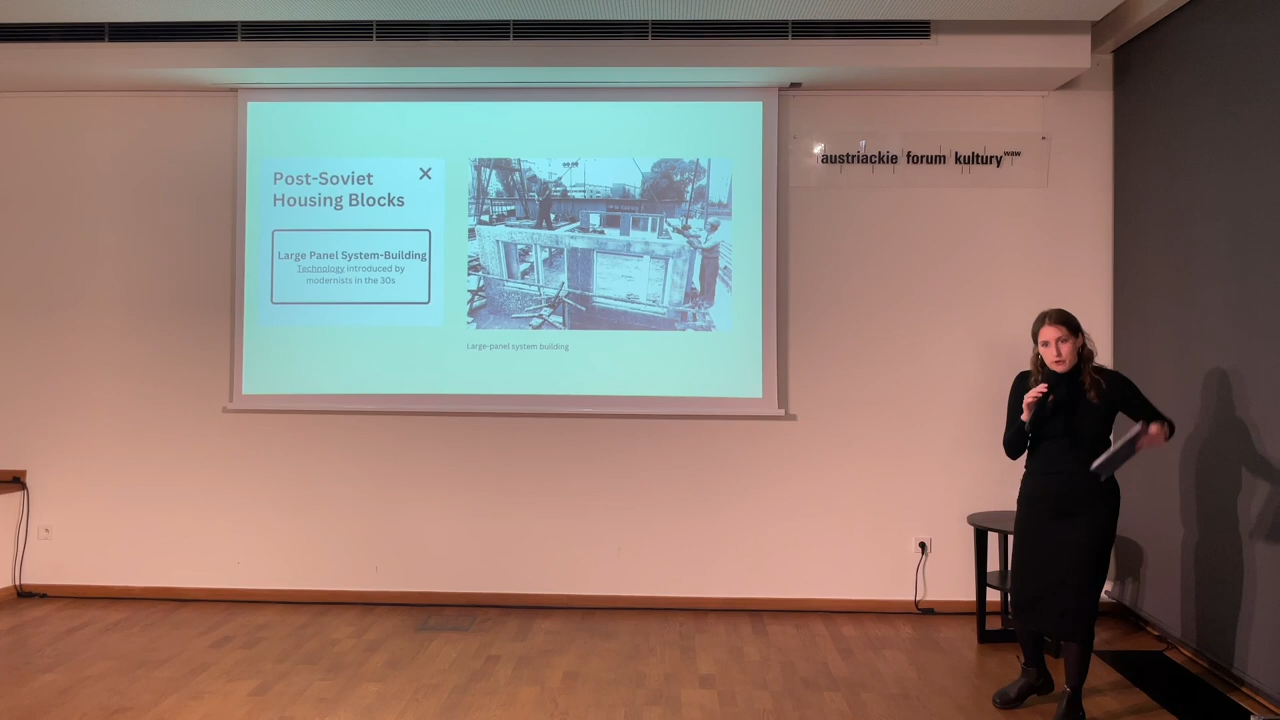 Post-Soviet
Housing Blocks
Large Panel System-Building
Technology introduced by
modernists in the 30s
Large-panel system building
austriackie forum kultury waw